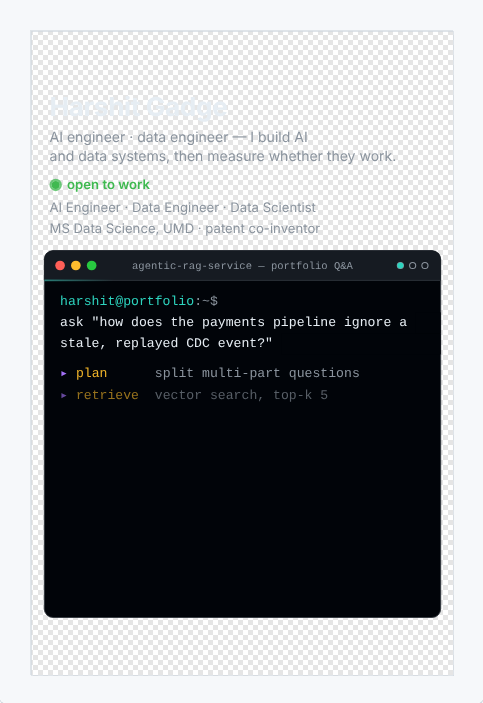 AI engineer · data engineer — I build AI
and data systems, then measure whether they work.
open to work
AI Engineer · Data Engineer · Data Scientist
MS Data Science, UMD · patent co-inventor
agentic-rag-service — portfolio Q&A
harshit@portfolio:~$
ask "how does the payments pipeline ignore a
stale, replayed CDC event?"
▸ plan split multi-part questions
▸ retrieve vector search, top-k 5